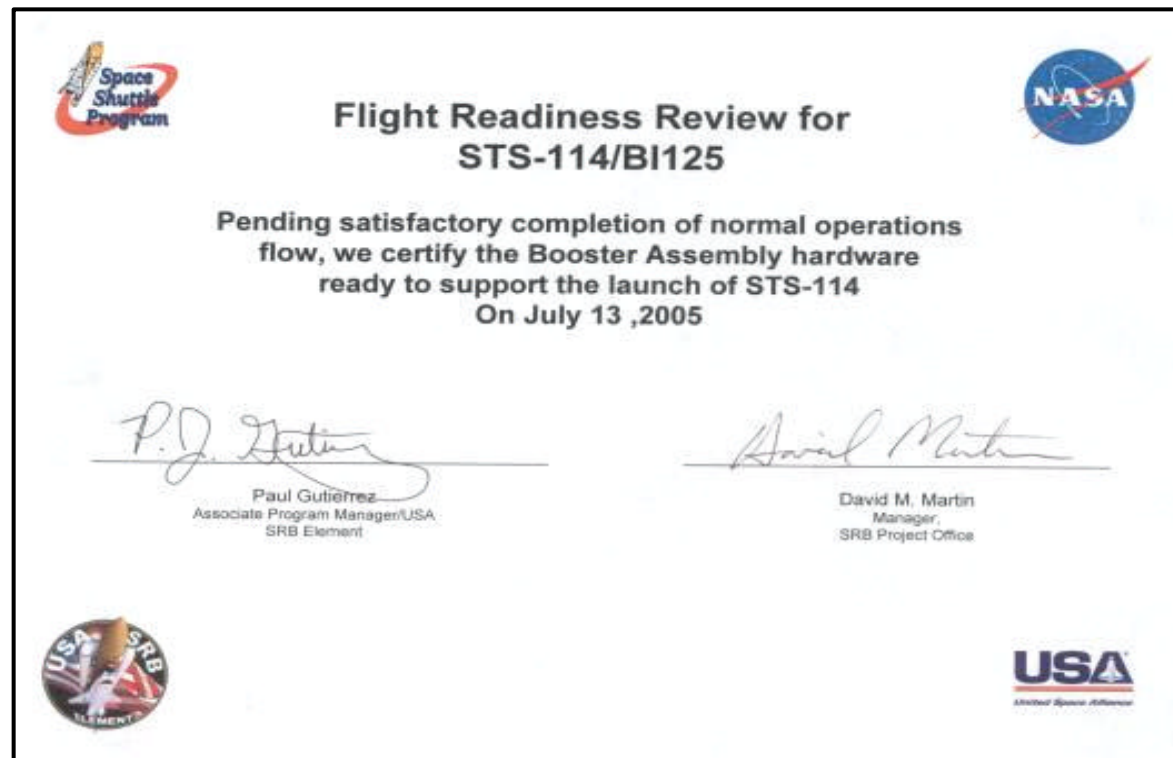 Space
Shuttle
Program
NASA
Flight Readiness Review for
STS-114/BI125
Pending satisfactory completion of normal operations
flow, we certify the Booster Assembly hardware
ready to support the launch of STS-114
On July 13 ,2005
P. J. Gutierrez
David Martin
Paul Gutierrez
Associate Program Manager/USA
SRB Element
David M. Martin
Manager,
SRB Project Office
USA SRB
ELEMENT
USA
United Space Alliance